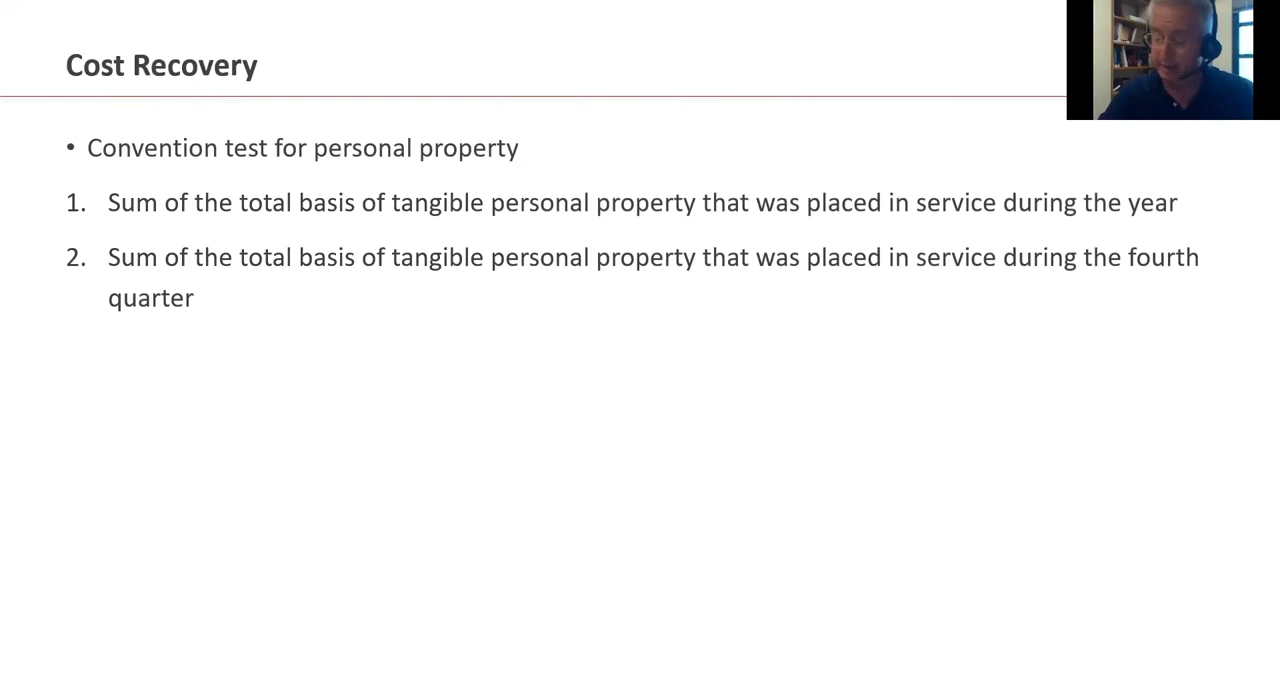 Cost Recovery
• Convention test for personal property
1. Sum of the total basis of tangible personal property that was placed in service during the year
2. Sum of the total basis of tangible personal property that was placed in service during the fourth
quarter